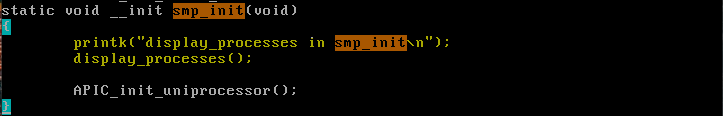 static void __init smp_init(void)
{
        printk("display_processes in smp_init\n");
        display_processes();

        APIC_init_uniprocessor();
}